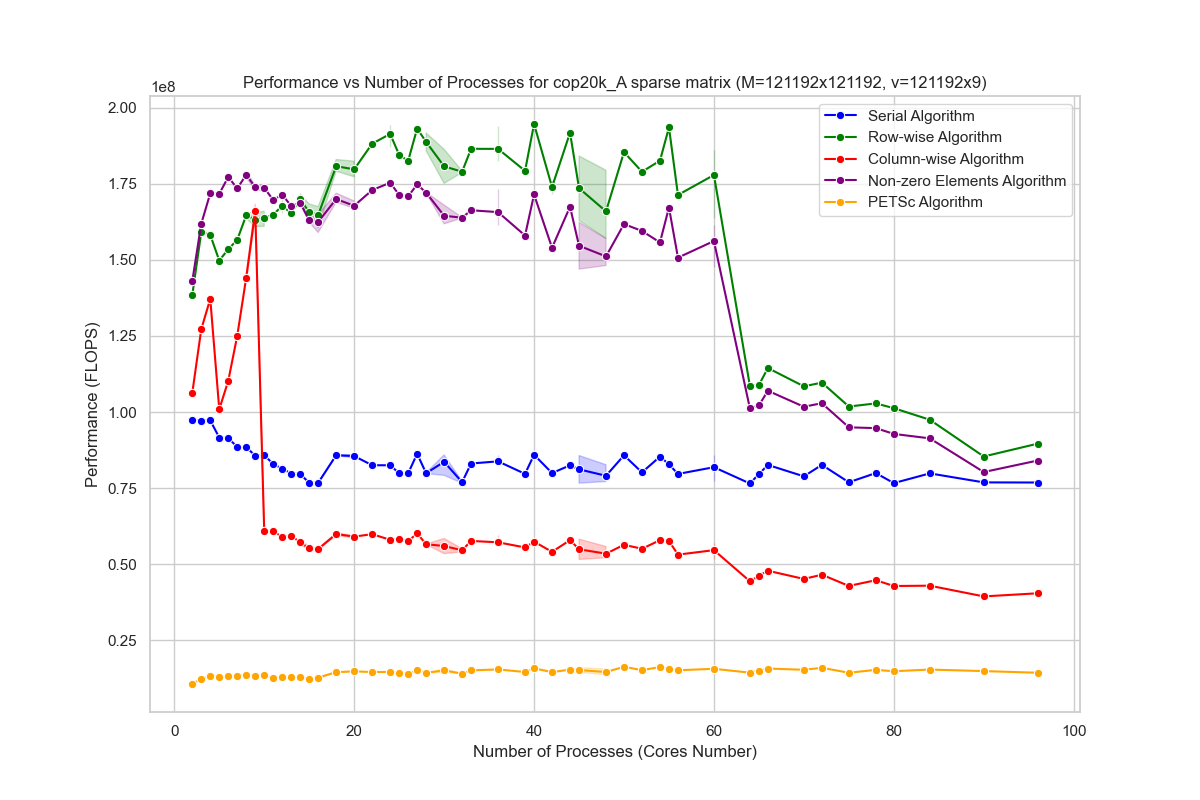 Performance vs Number of Processes for cop20k_A sparse matrix (M=121192x121192, v=121192x9)
1e8
2.00
1.75
1.50
1.25
1.00
0.75
0.50
0.25
Performance (FLOPS)
Serial Algorithm
Row-wise Algorithm
Column-wise Algorithm
Non-zero Elements Algorithm
PETSc Algorithm
0 20 40 60 80 100
Number of Processes (Cores Number)